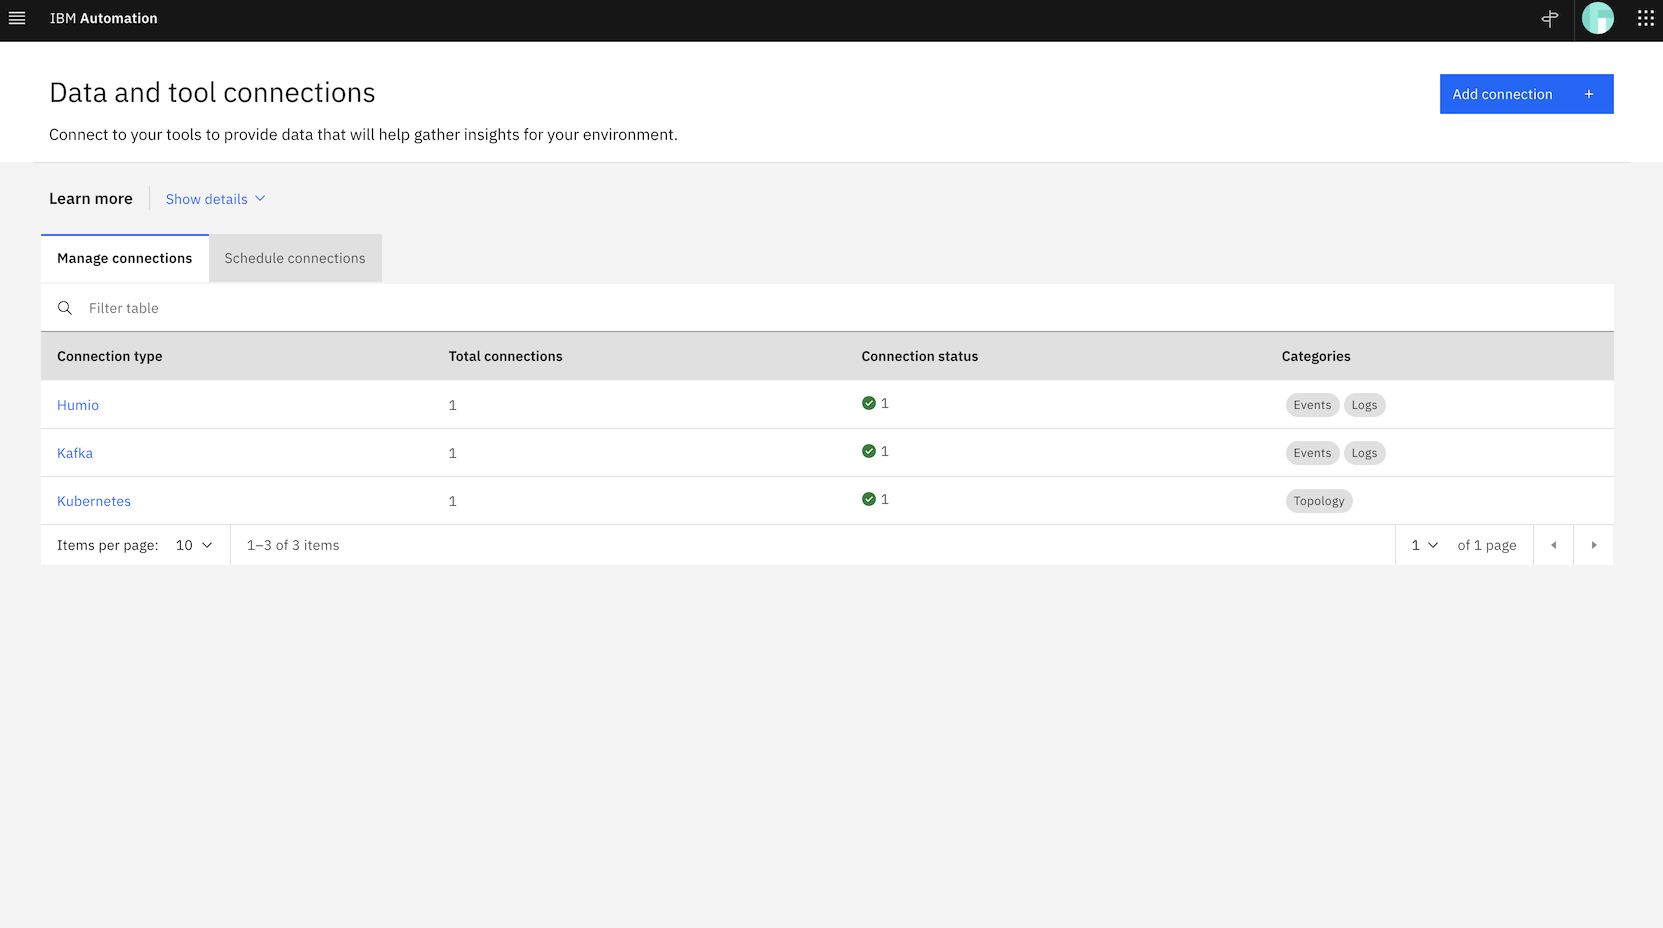 IBM Automation
Data and tool connections
Add connection +
Connect to your tools to provide data that will help gather insights for your environment.
Learn more Show details
Manage connections Schedule connections
Filter table
Connection type Total connections Connection status Categories
Humio 1 1 Events Logs
Kafka 1 1 Events Logs
Kubernetes 1 1 Topology
Items per page: 10 1–3 of 3 items 1 of 1 page